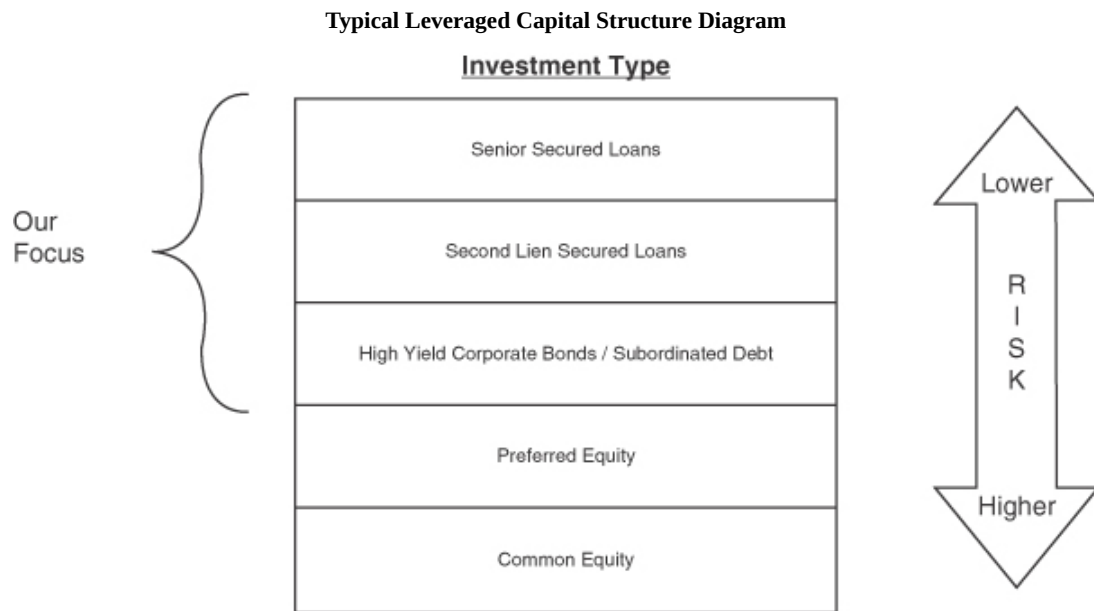 Typical Leveraged Capital Structure Diagram
Investment Type
Our
Focus
Senior Secured Loans
Second Lien Secured Loans
High Yield Corporate Bonds / Subordinated Debt
Preferred Equity
Common Equity
Lower
R
I
S
K
Higher